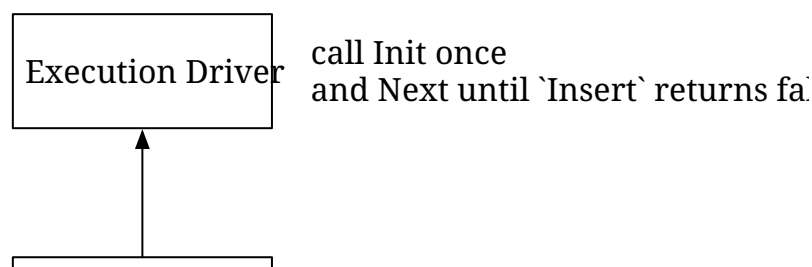 Execution Driver
call Init once
and Next until `Insert` returns